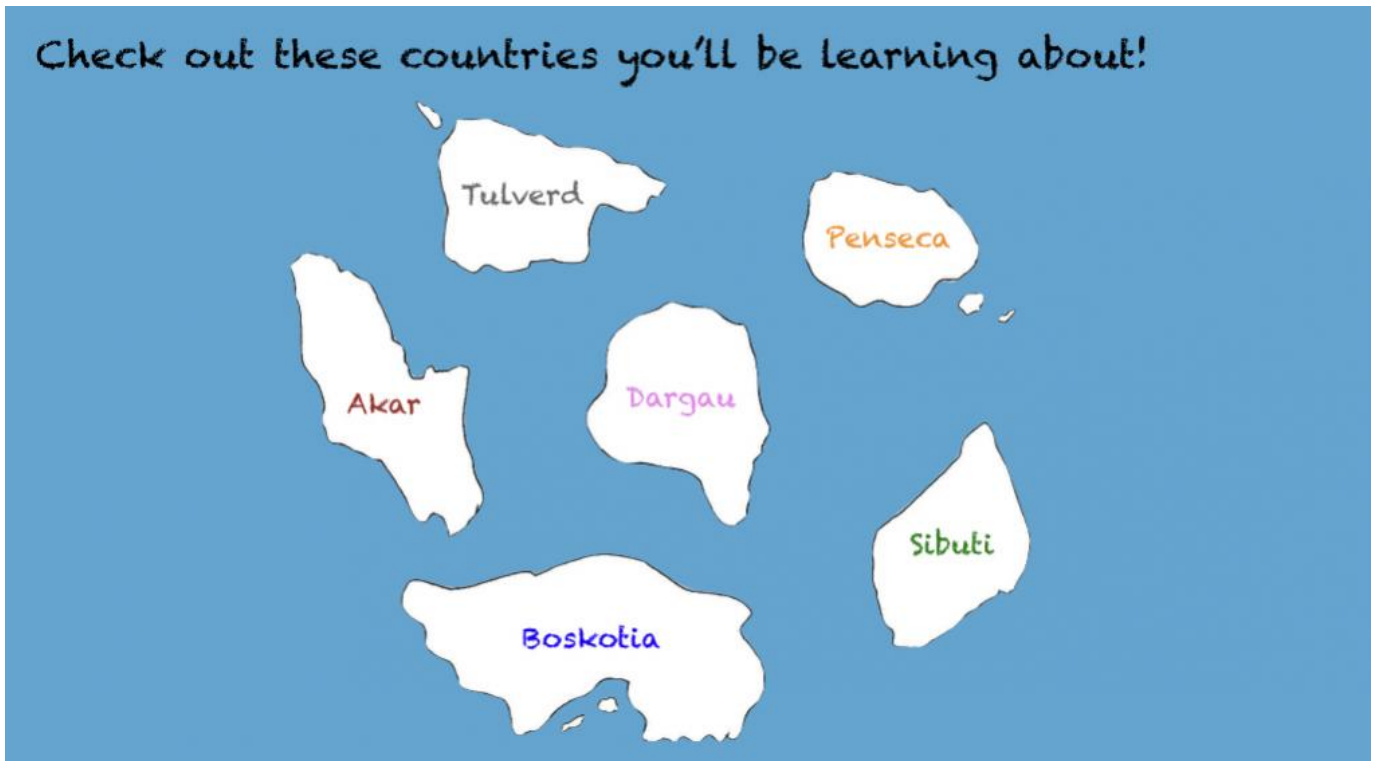 Check out these countries you'll be learning about!
Tulverd
Penseca
Akar
Dargau
Sibuti
Boskotia